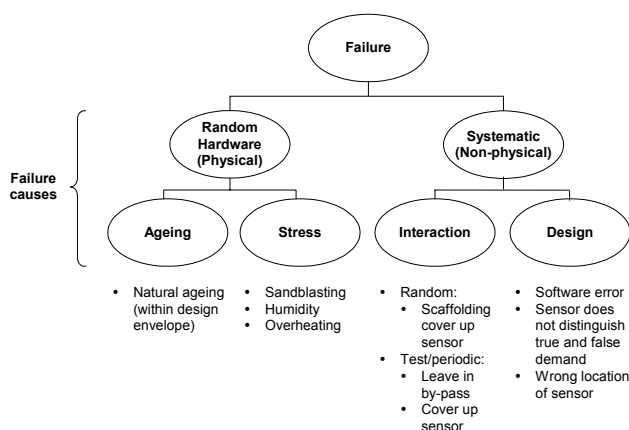 Failure
Random
Hardware
(Physical)
Systematic
(Non-physical)
Failure
causes
Ageing
Stress
Interaction
Design
• Natural ageing
(within design
envelope)
• Sandblasting
• Humidity
• Overheating
• Random:
• Scaffolding
cover up
sensor
• Test/periodic:
• Leave in
by-pass
• Cover up
sensor
• Software error
• Sensor does
not distinguish
true and false
demand
• Wrong location
of sensor